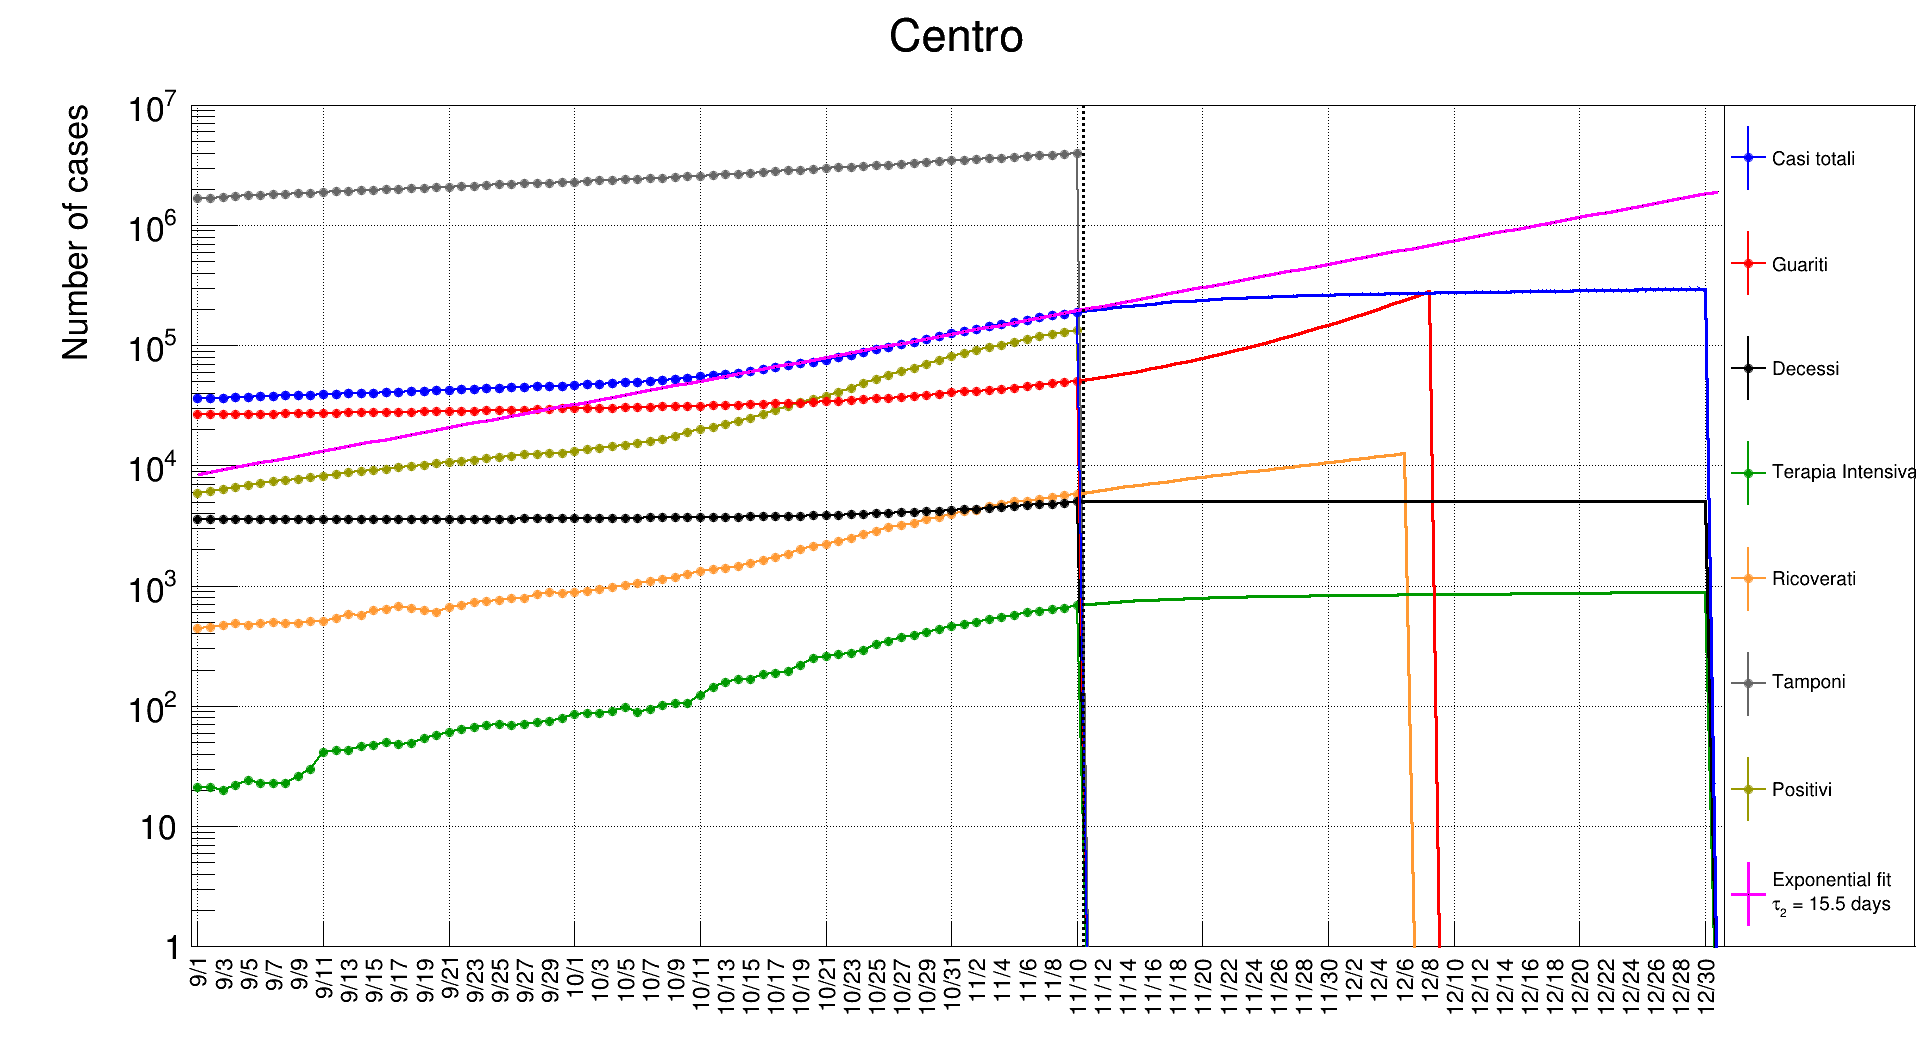 Centro
Number of cases
10^7
10^6
10^5
10^4
10^3
10^2
10
1
9/1 9/3 9/5 9/7 9/9 9/11 9/13 9/15 9/17 9/19 9/21 9/23 9/25 9/27 9/29 10/1 10/3 10/5 10/7 10/9 10/11 10/13 10/15 10/17 10/19 10/21 10/23 10/25 10/27 10/29 10/31 11/2 11/4 11/6 11/8 11/10 11/12 11/14 11/16 11/18 11/20 11/22 11/24 11/26 11/28 11/30 12/2 12/4 12/6 12/8 12/10 12/12 12/14 12/16 12/18 12/20 12/22 12/24 12/26 12/28 12/30
Casi totali
Guariti
Decessi
Terapia Intensiva
Ricoverati
Tamponi
Positivi
Exponential fit
τ₂ = 15.5 days